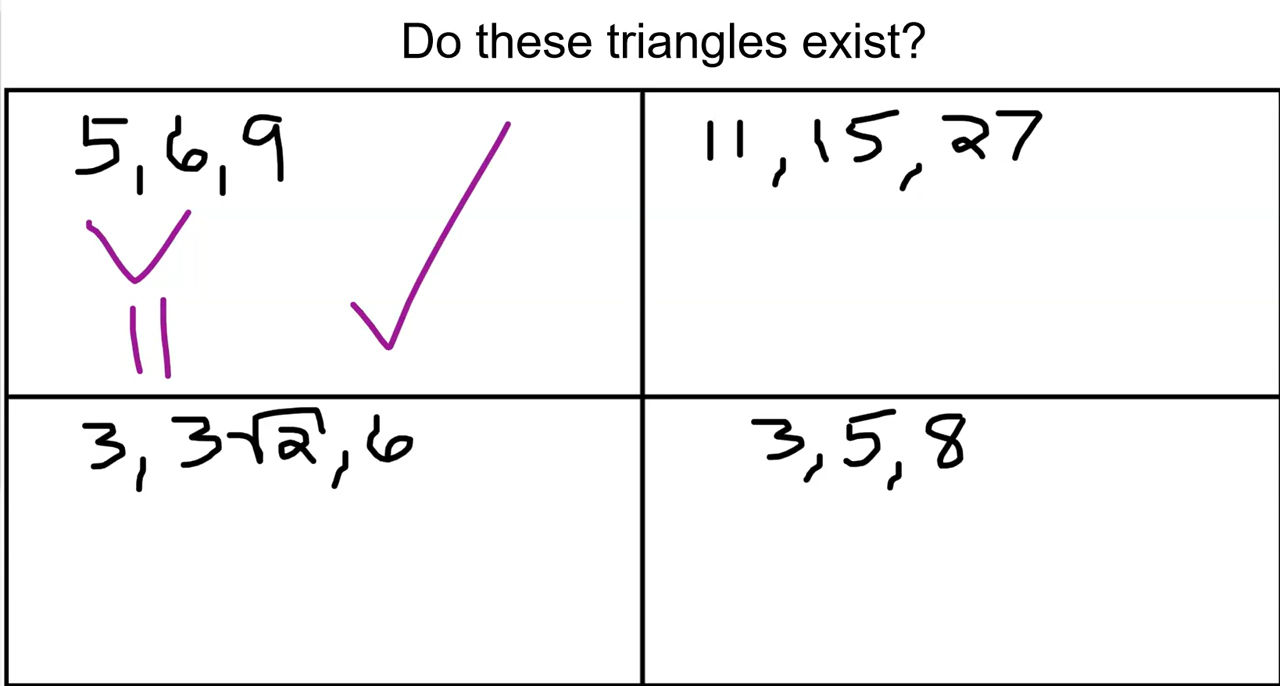 Do these triangles exist?
5, 6, 9
11
11, 15, 27
3, 3√2, 6
3, 5, 8